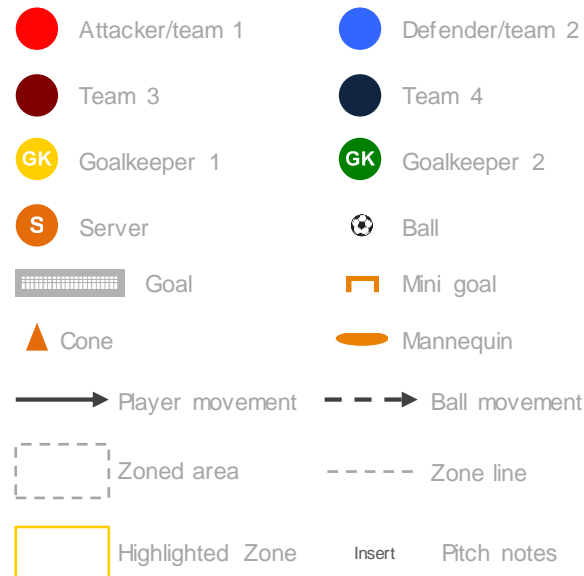 Attacker/team 1
Defender/team 2
Team 3
Team 4
GK Goalkeeper 1
GK Goalkeeper 2
S Server
Ball
Goal
Mini goal
Cone
Mannequin
Player movement
Ball movement
Zoned area
Zone line
Highlighted Zone
Insert Pitch notes